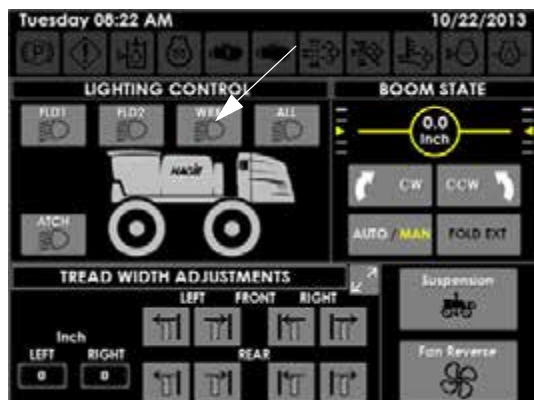 Tuesday 08:22 AM 10/22/2013
(P)
LIGHTING CONTROL BOOM STATE
FLD1 FLD2 WRK ALL
0.0
Inch
HAGIE
CW CCW
ATCH
AUTO / MAN FOLD EXT
TREAD WIDTH ADJUSTMENTS
LEFT FRONT RIGHT Suspension
Inch
LEFT RIGHT REAR Fan Reverse
0 0